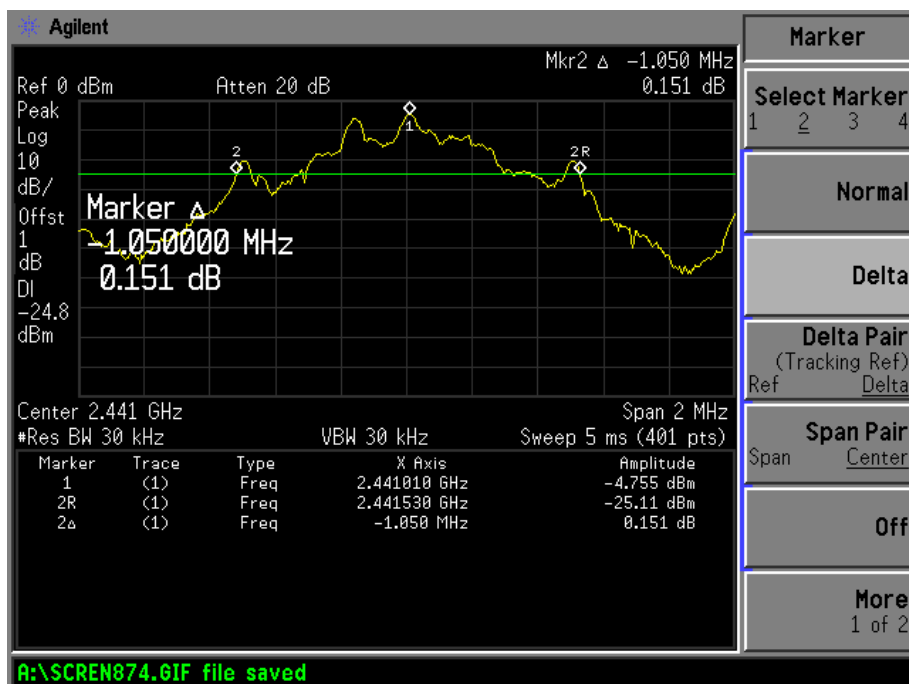 Agilent
Mkr2 Δ -1.050 MHz
Ref 0 dBm Atten 20 dB 0.151 dB
Peak
Log
10
dB/
Offst
1
dB
DI
-24.8
dBm
1
2
2R
Marker Δ
-1.050000 MHz
0.151 dB
Center 2.441 GHz Span 2 MHz
#Res BW 30 kHz VBW 30 kHz Sweep 5 ms (401 pts)
Marker Trace Type X Axis Amplitude
1 (1) Freq 2.441010 GHz -4.755 dBm
2R (1) Freq 2.441530 GHz -25.11 dBm
2Δ (1) Freq -1.050 MHz 0.151 dB
A:\SCREN874.GIF file saved
Marker
Select Marker
1 2 3 4
Normal
Delta
Delta Pair
(Tracking Ref)
Ref Delta
Span Pair
Span Center
Off
More
1 of 2